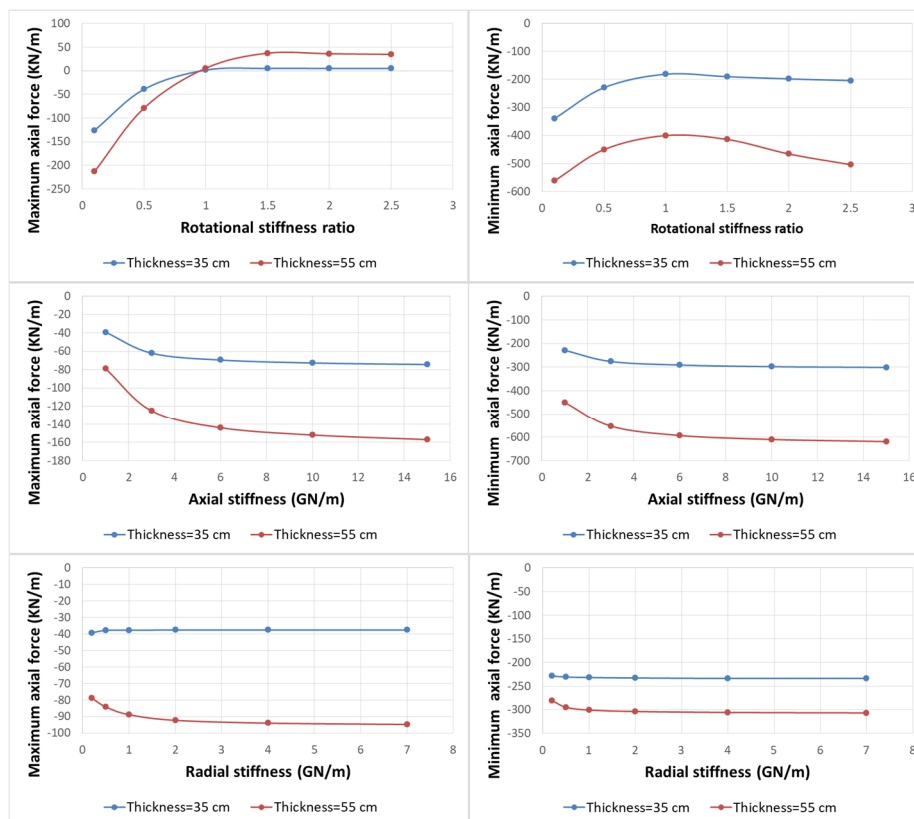 Maximum axial force (KN/m)
100
50
0
-50
-100
-150
-200
-250
0 0.5 1 1.5 2 2.5 3
Rotational stiffness ratio
Thickness=35 cm Thickness=55 cm
Minimum axial force (KN/m)
0
-100
-200
-300
-400
-500
-600
0 0.5 1 1.5 2 2.5 3
Rotational stiffness ratio
Thickness=35 cm Thickness=55 cm
Maximum axial force (KN/m)
0
-20
-40
-60
-80
-100
-120
-140
-160
-180
0 2 4 6 8 10 12 14 16
Axial stiffness (GN/m)
Thickness=35 cm Thickness=55 cm
Minimum axial force (KN/m)
0
-100
-200
-300
-400
-500
-600
-700
0 2 4 6 8 10 12 14 16
Axial stiffness (GN/m)
Thickness=35 cm Thickness=55 cm
Maximum axial force (KN/m)
0
-10
-20
-30
-40
-50
-60
-70
-80
-90
-100
0 1 2 3 4 5 6 7 8
Radial stiffness (GN/m)
Thickness=35 cm Thickness=55 cm
Minimum axial force (KN/m)
0
-50
-100
-150
-200
-250
-300
-350
0 1 2 3 4 5 6 7 8
Radial stiffness (GN/m)
Thickness=35 cm Thickness=55 cm